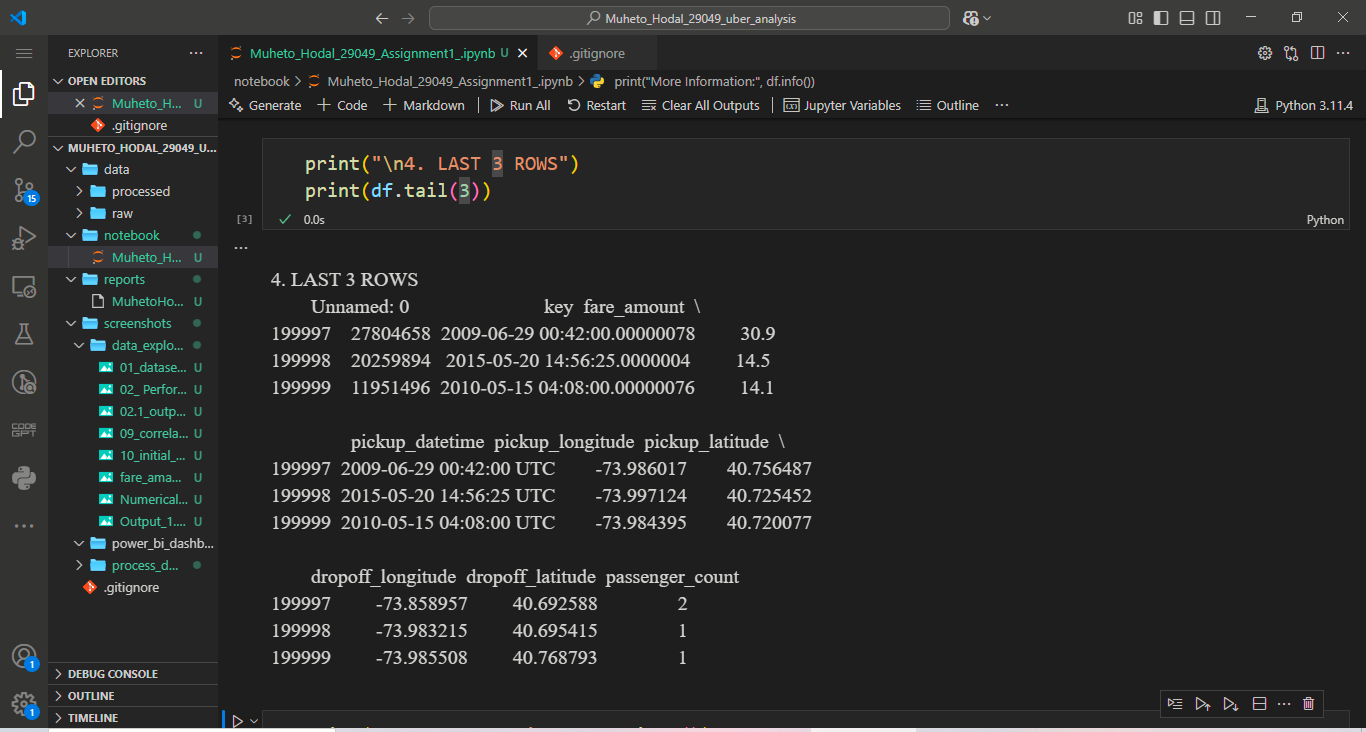 Muheto_Hodal_29049_uber_analysis
EXPLORER
OPEN EDITORS
Muheto_H... U
.gitignore
MUHETO_HODAL_29049_U...
data
processed
raw
notebook
Muheto_H... U
reports
MuhetoHo... U
screenshots
data_explo...
01_datase... U
02_ Perfor... U
02.1_outp... U
09_correla... U
10_initial_... U
fare_ama... U
Numerical... U
Output_1.... U
power_bi_dashb...
process_d...
.gitignore
DEBUG CONSOLE
OUTLINE
TIMELINE
15
CODE
GPT
1
1
Muheto_Hodal_29049_Assignment1_.ipynb U
.gitignore
notebook > Muheto_Hodal_29049_Assignment1_.ipynb > print("More Information:", df.info())
Generate + Code + Markdown Run All Restart Clear All Outputs Jupyter Variables Outline ... Python 3.11.4
print("\n4. LAST 3 ROWS")
print(df.tail(3))
[3] 0.0s Python
4. LAST 3 ROWS
Unnamed: 0 key fare_amount \
199997 27804658 2009-06-29 00:42:00.00000078 30.9
199998 20259894 2015-05-20 14:56:25.0000004 14.5
199999 11951496 2010-05-15 04:08:00.00000076 14.1
pickup_datetime pickup_longitude pickup_latitude \
199997 2009-06-29 00:42:00 UTC -73.986017 40.756487
199998 2015-05-20 14:56:25 UTC -73.997124 40.725452
199999 2010-05-15 04:08:00 UTC -73.984395 40.720077
dropoff_longitude dropoff_latitude passenger_count
199997 -73.858957 40.692588 2
199998 -73.983215 40.695415 1
199999 -73.985508 40.768793 1